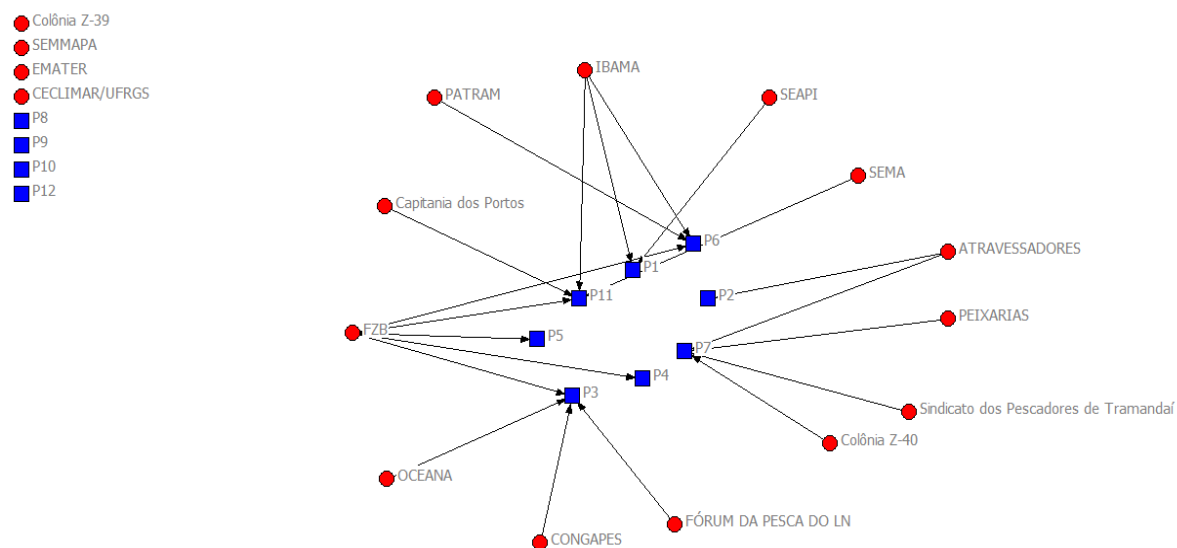 Colônia Z-39
SEMMAPA
EMATER
CECLIMAR/UFRGS
P8
P9
P10
P12
IBAMA
PATRAM
SEAPI
SEMA
Capitania dos Portos
P6
ATRAVESSADORES
P1
P11
P2
PEIXARIAS
FZB
P5
P7
P4
P3
Sindicato dos Pescadores de Tramandaí
Colônia Z-40
OCEANA
FÓRUM DA PESCA DO LN
CONGAPES